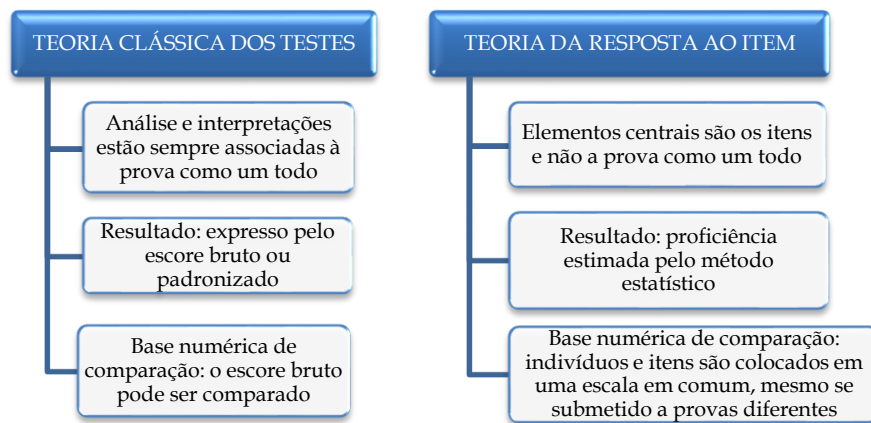 TEORIA CLÁSSICA DOS TESTES
Análise e interpretações
estão sempre associadas à
prova como um todo
Resultado: expresso pelo
escore bruto ou
padronizado
Base numérica de
comparação: o escore bruto
pode ser comparado
TEORIA DA RESPOSTA AO ITEM
Elementos centrais são os itens
e não a prova como um todo
Resultado: proficiência
estimada pelo método
estatístico
Base numérica de comparação:
indivíduos e itens são colocados em
uma escala em comum, mesmo se
submetido a provas diferentes